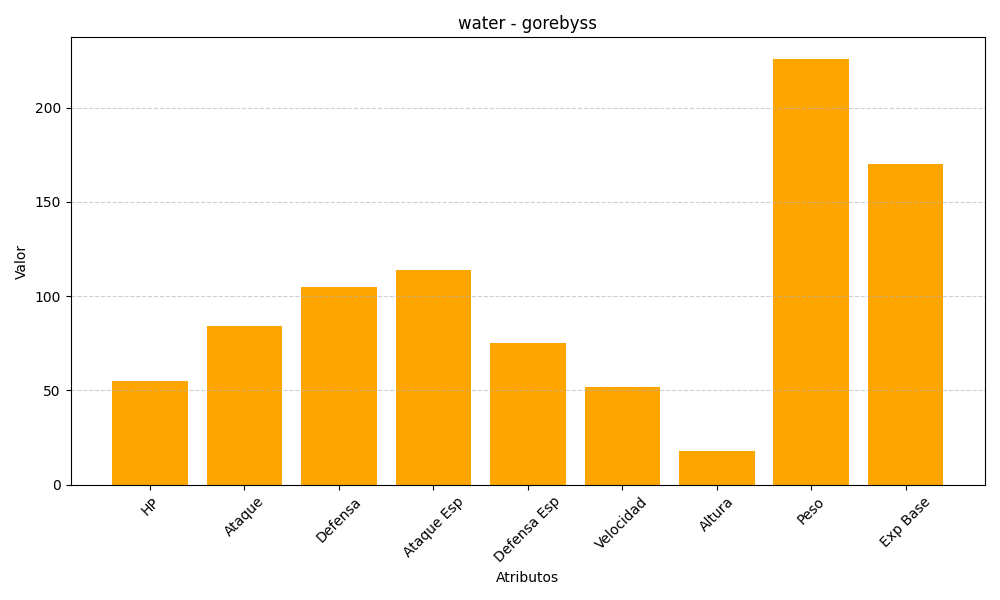 water - gorebyss
Valor
200
150
100
50
0
HP
Ataque
Defensa
Ataque Esp
Defensa Esp
Velocidad
Altura
Peso
Exp Base
Atributos